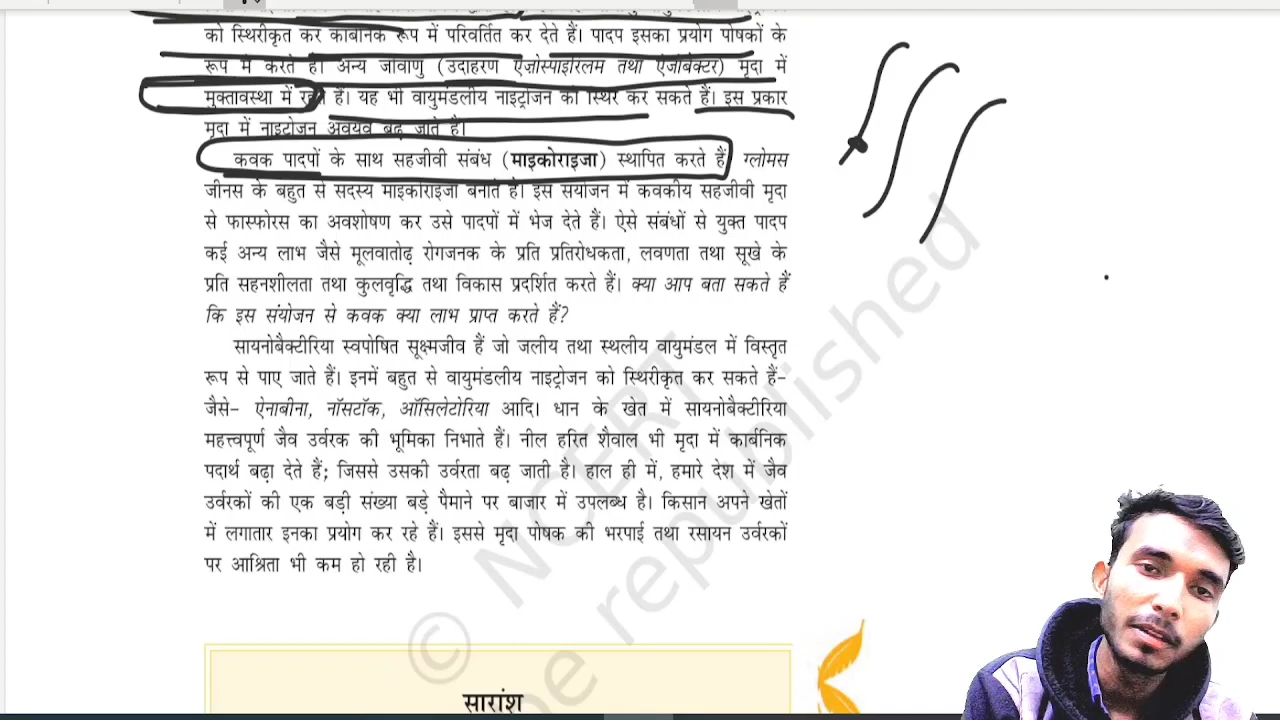 को स्थिरीकृत कर कार्बनिक रूप में परिवर्तित कर देते हैं। पादप इसका प्रयोग पोषकों के
रूप में करते हैं। अन्य जीवाणु (उदाहरण ऐज़ोस्पाइरिलम तथा एजोबैक्टर) मृदा में
मुक्तावस्था में रहते हैं। यह भी वायुमंडलीय नाइट्रोजन को स्थिर कर सकते हैं। इस प्रकार
मृदा में नाइट्रोजन अवयव बढ़ जाते हैं।
कवक पादपों के साथ सहजीवी संबंध (माइकोराइजा) स्थापित करते हैं ग्लोमस
जीनस के बहुत से सदस्य माइकोराइजा बनाते हैं। इस संयोजन में कवकीय सहजीवी मृदा
से फास्फोरस का अवशोषण कर उसे पादपों में भेज देते हैं। ऐसे संबंधों से युक्त पादप
कई अन्य लाभ जैसे मूलवातोढ़ रोगजनक के प्रति प्रतिरोधकता, लवणता तथा सूखे के
प्रति सहनशीलता तथा कुलवृद्धि तथा विकास प्रदर्शित करते हैं। क्या आप बता सकते हैं
कि इस संयोजन से कवक क्या लाभ प्राप्त करते हैं?
सायनोबैक्टीरिया स्वपोषित सूक्ष्मजीव हैं जो जलीय तथा स्थलीय वायुमंडल में विस्तृत
रूप से पाए जाते हैं। इनमें बहुत से वायुमंडलीय नाइट्रोजन को स्थिरीकृत कर सकते हैं-
जैसे- ऐनाबीना, नॉसटॉक, ऑसिलेटोरिया आदि। धान के खेत में सायनोबैक्टीरिया
महत्त्वपूर्ण जैव उर्वरक की भूमिका निभाते हैं। नील हरित शैवाल भी मृदा में कार्बनिक
पदार्थ बढ़ा देते हैं; जिससे उसकी उर्वरता बढ़ जाती है। हाल ही में, हमारे देश में जैव
उर्वरकों की एक बड़ी संख्या बड़े पैमाने पर बाजार में उपलब्ध है। किसान अपने खेतों
में लगातार इनका प्रयोग कर रहे हैं। इससे मृदा पोषक की भरपाई तथा रसायन उर्वरकों
पर आश्रिता भी कम हो रही है।
© NCERT
be republished
सारांश